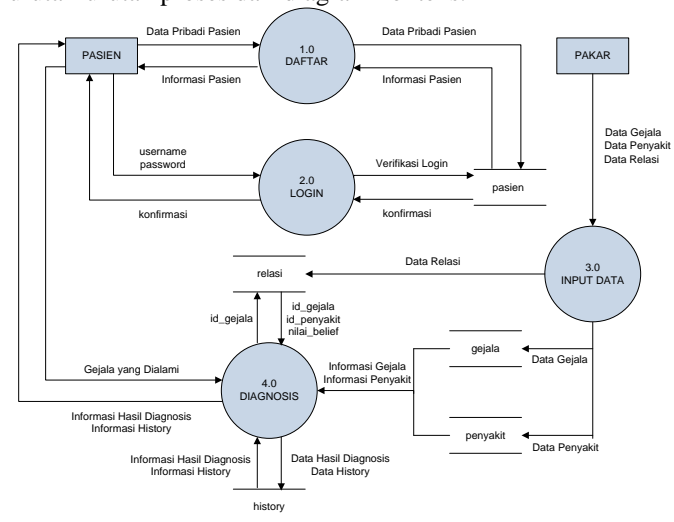 Data Pribadi Pasien
Data Pribadi Pasien
PASIEN
1.0
DAFTAR
PAKAR
Informasi Pasien
Informasi Pasien
Data Gejala
Data Penyakit
Data Relasi
username
password
Verifikasi Login
2.0
LOGIN
pasien
konfirmasi
konfirmasi
Data Relasi
relasi
3.0
INPUT DATA
id_gejala
id_gejala
id_penyakit
nilai_belief
gejala
Data Gejala
Gejala yang Dialami
Informasi Gejala
Informasi Penyakit
4.0
DIAGNOSIS
Informasi Hasil Diagnosis
Informasi History
penyakit
Data Penyakit
Informasi Hasil Diagnosis
Informasi History
Data Hasil Diagnosis
Data History
history